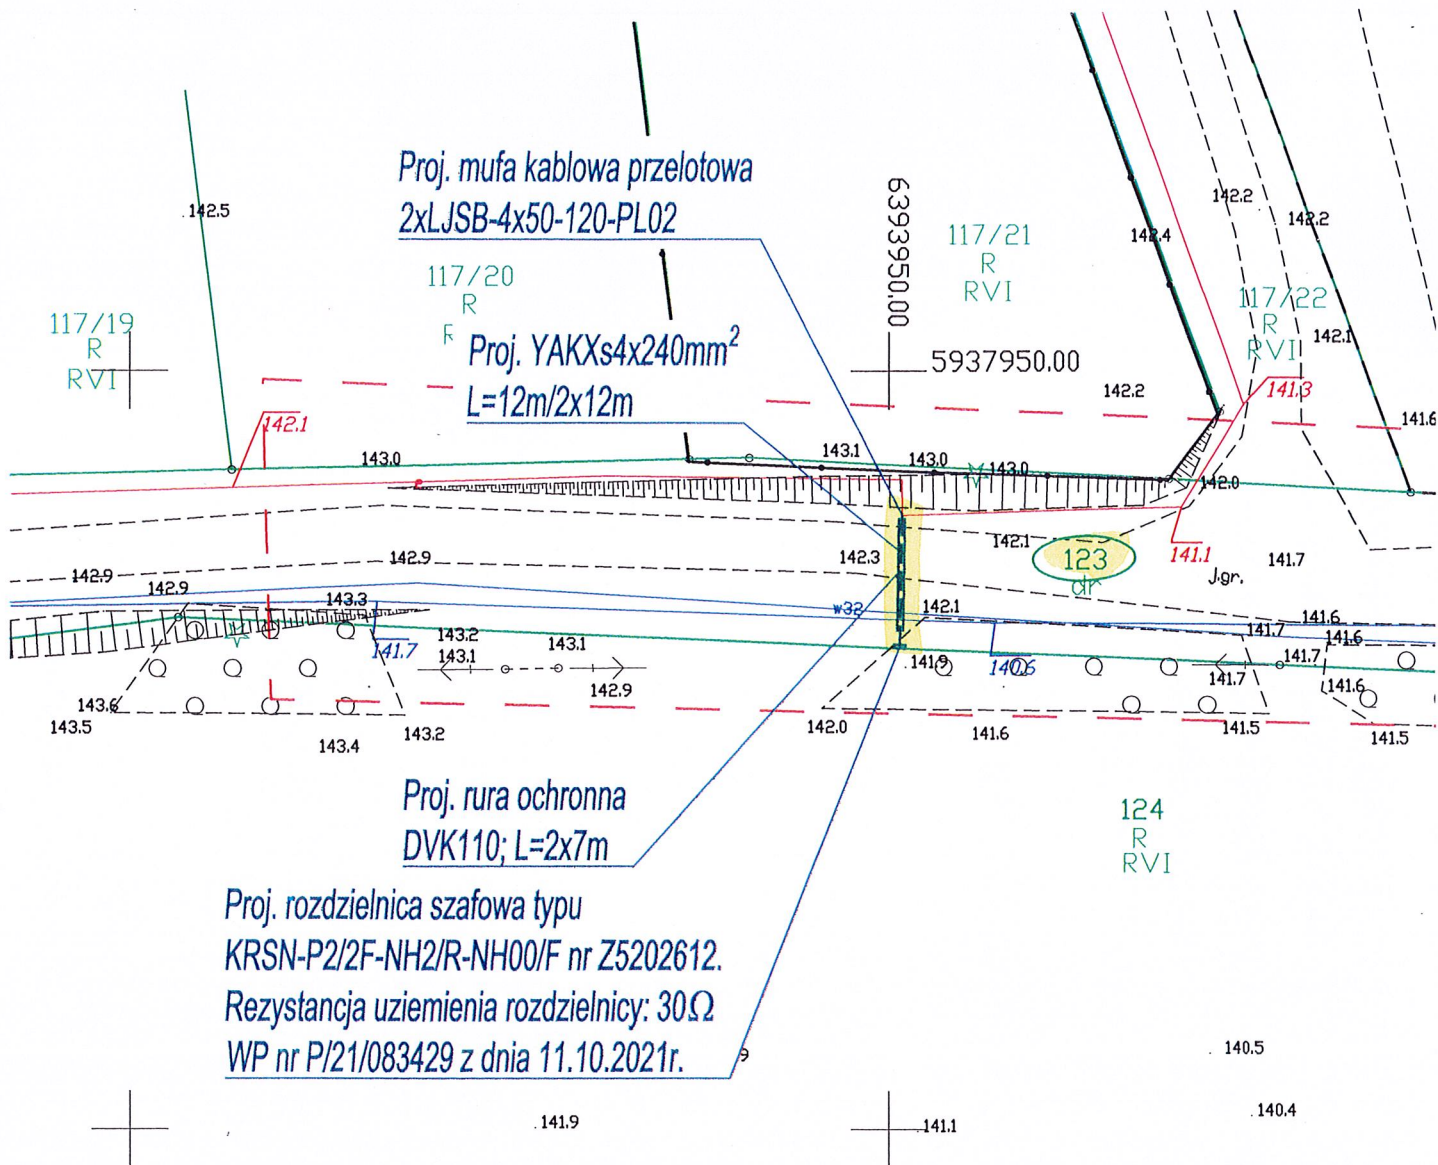 142.5
Proj. mufa kablowa przelotowa
2xLJSB-4x50-120-PL02
6393950.00
142.2
142.2
142.4
117/21
R
RVI
117/20
R
117/22
R
RVI
117/19
R
RVI
Proj. YAKXs4x240mm²
L=12m/2x12m
5937950.00
142.1
142.2
141.3
141.6
142.1
143.0
143.1
143.0
143.0
142.0
142.3
142.1
123
dr
141.1
J.gr.
141.7
142.9
142.9
143.3
w32
142.1
141.6
141.7
141.6
143.2
141.7
143.1
143.1
142.9
141.9
140.6
141.7
141.7
141.6
143.6
143.5
143.4
143.2
142.0
141.6
141.5
141.5
Proj. rura ochronna
DVK110; L=2x7m
124
R
RVI
Proj. rozdzielnica szafowa typu
KRSN-P2/2F-NH2/R-NH00/F nr Z5202612.
Rezystancja uziemienia rozdzielnicy: 30Ω
WP nr P/21/083429 z dnia 11.10.2021r.
9
140.5
140.4
141.9
141.1